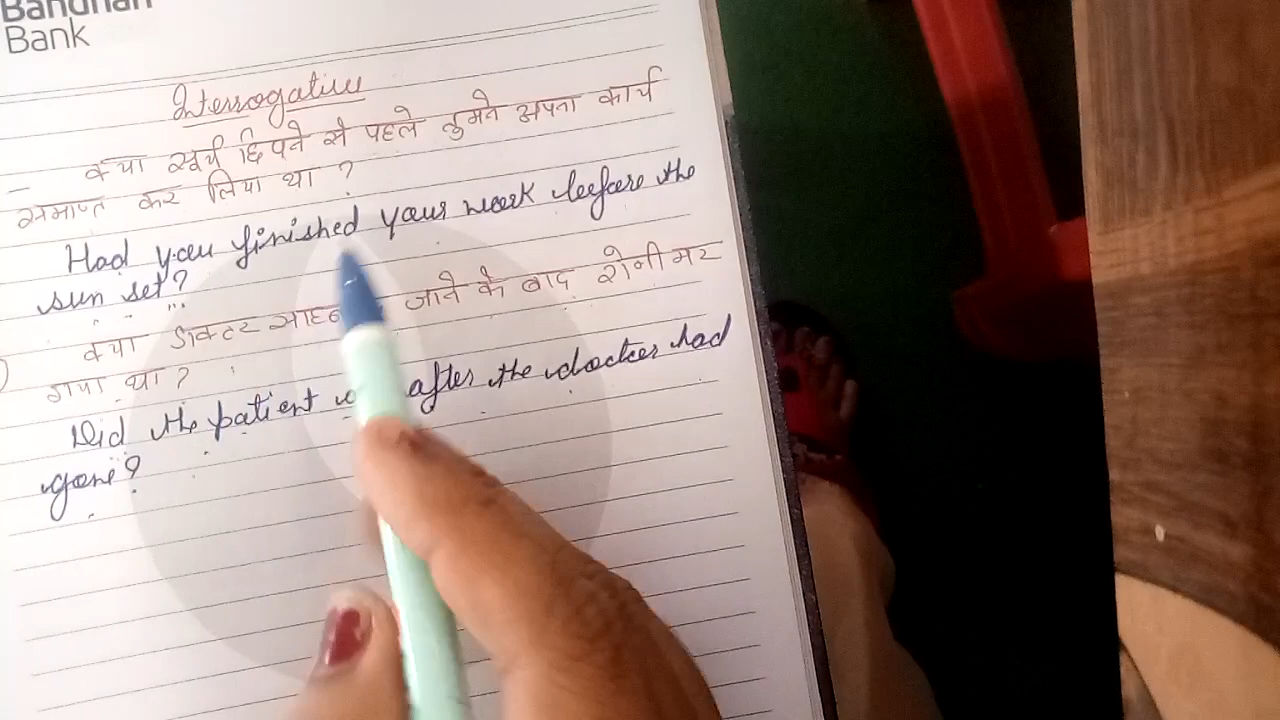 Bandhan
Bank
Interrogative
क्या सूर्य छिपने से पहले तुमने अपना कार्य
समाप्त कर लिया था ?
Had you finished your work before the
sun set?
क्या डाक्टर साहब जाने के बाद रोगी मर
गया था ?
Did the patient after the doctor had
gone?